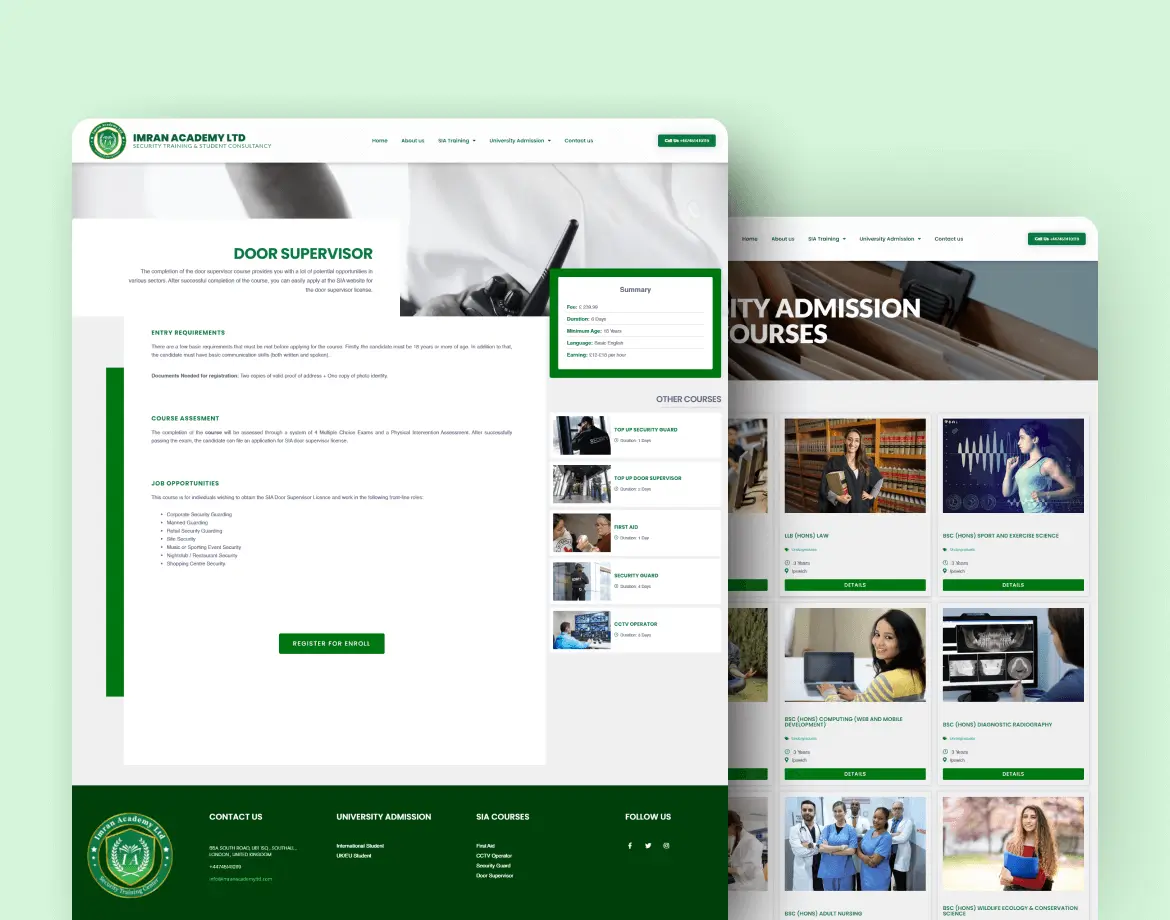 IMRAN ACADEMY LTD
SECURITY TRAINING & STUDENT CONSULTANCY
Home
About us
SIA Training
University Admission
Contact us
Call Us
DOOR SUPERVISOR
The completion of the door supervisor course provides you with a lot of potential opportunities in
various sectors. After successful completion of the course, you can easily apply at the SIA website for
the door supervisor license.
ENTRY REQUIREMENTS
There are a few basic requirements that must be met before applying for the course. Firstly, the candidate must be 18 years or more of age. In addition to that,
the candidate must have basic communication skills (both written and spoken).
Documents Needed for registration: Two copies of valid proof of address + One copy of photo identity.
COURSE ASSESMENT
The completion of the course will be assessed through a system of 4 Multiple Choice Exams and a Physical Intervention Assessment. After successfully
passing the exam, the candidate can file an application for SIA door supervisor license.
JOB OPPORTUNITIES
This course is for individuals wishing to obtain the SIA Door Supervisor Licence and work in the following front-line roles:
• Corporate Security Guarding
• Manned Guarding
• Retail Security Guarding
• Site Security
• Music or Sporting Event Security
• Nightclub / Restaurant Security
• Shopping Centre Security
REGISTER FOR ENROLL
Summary
Fee:
Duration: 6 Days
Minimum Age: 18 Years
Language: Basic English
Earning: per hour
OTHER COURSES
TOP UP SECURITY GUARD
Duration: 1 Days
TOP UP DOOR SUPERVISOR
Duration: 2 Days
FIRST AID
Duration: 1 Day
SECURITY GUARD
Duration: 4 Days
CCTV OPERATOR
Duration: 3 Days
Imran Academy Ltd
IA
Security Training Center
CONTACT US
LONDON, UNITED KINGDOM
UNIVERSITY ADMISSION
International Student
UK/EU Student
SIA COURSES
First Aid
CCTV Operator
Security Guard
Door Supervisor
FOLLOW US
Home
About us
SIA Training
University Admission
Contact us
Call Us
ITY ADMISSION
OURSES
LLB (HONS) LAW
Undergraduate
3 Years
Ipswich
DETAILS
BSC (HONS) SPORT AND EXERCISE SCIENCE
Undergraduate
3 Years
Ipswich
DETAILS
BSC (HONS) COMPUTING (WEB AND MOBILE
DEVELOPMENT)
Undergraduate
3 Years
Ipswich
DETAILS
BSC (HONS) DIAGNOSTIC RADIOGRAPHY
Undergraduate
3 Years
Ipswich
DETAILS
BSC (HONS) ADULT NURSING
BSC (HONS) WILDLIFE ECOLOGY & CONSERVATION
SCIENCE